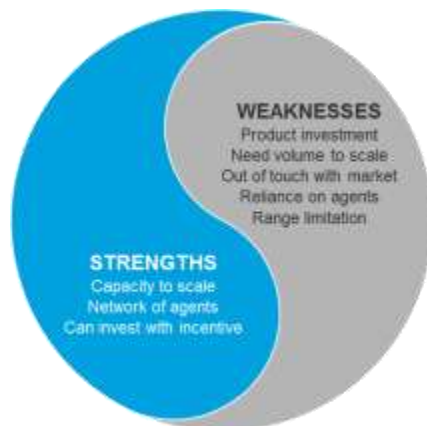 WEAKNESSES
Product investment
Need volume to scale
Out of touch with market
Reliance on agents
Range limitation
STRENGTHS
Capacity to scale
Network of agents
Can invest with incentive